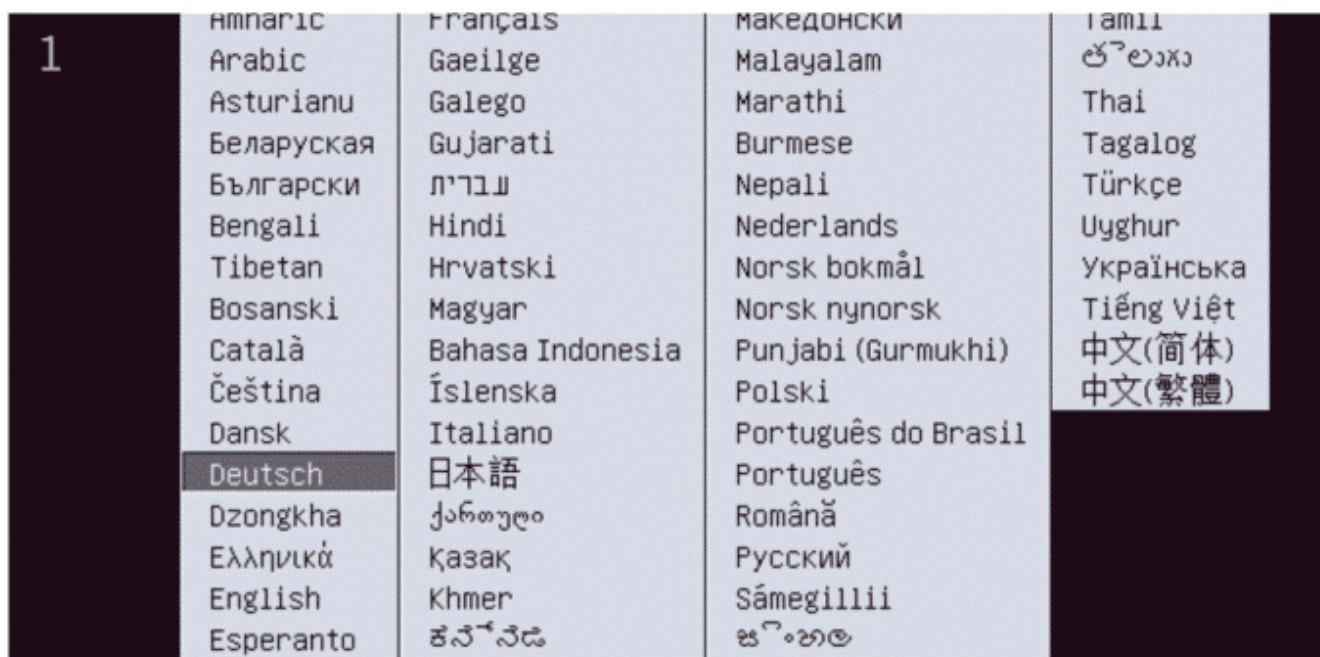 1
Amharic
Arabic
Asturianu
Беларуская
Български
Bengali
Tibetan
Bosanski
Català
Čeština
Dansk
Deutsch
Dzongkha
Ελληνικά
English
Esperanto
Français
Gaeilge
Galego
Gujarati
עברית
Hindi
Hrvatski
Magyar
Bahasa Indonesia
Íslenska
Italiano
日本語
ქართული
Қазақ
Khmer
ಕನ್ನಡ
Македонски
Malayalam
Marathi
Burmese
Nepali
Nederlands
Norsk bokmål
Norsk nynorsk
Punjabi (Gurmukhi)
Polski
Português do Brasil
Português
Română
Русский
Sámegillii
සිංහල
Tamil
తెలుగు
Thai
Tagalog
Türkçe
Uyghur
Українська
Tiếng Việt
中文(简体)
中文(繁體)